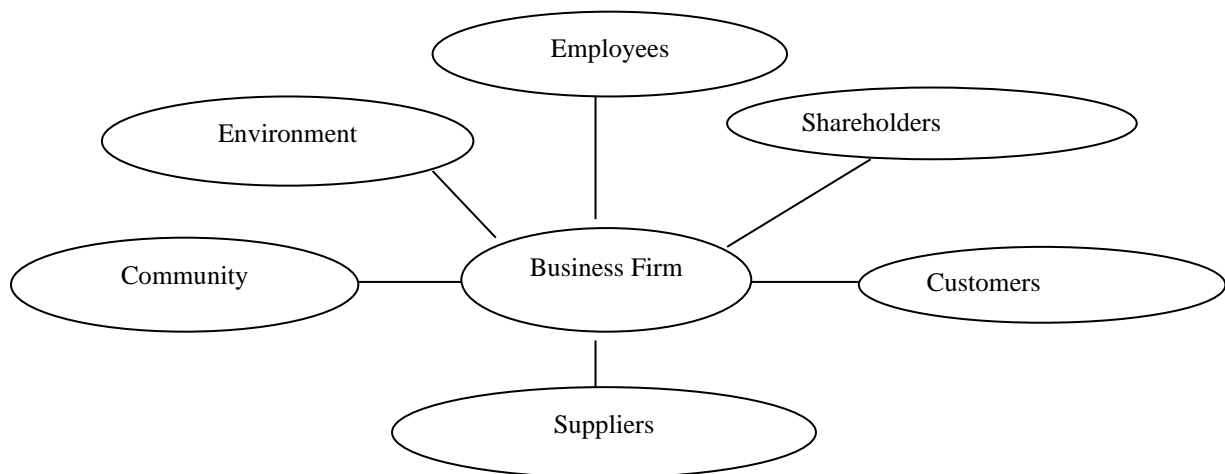 Employees
Environment
Shareholders
Community
Business Firm
Customers
Suppliers